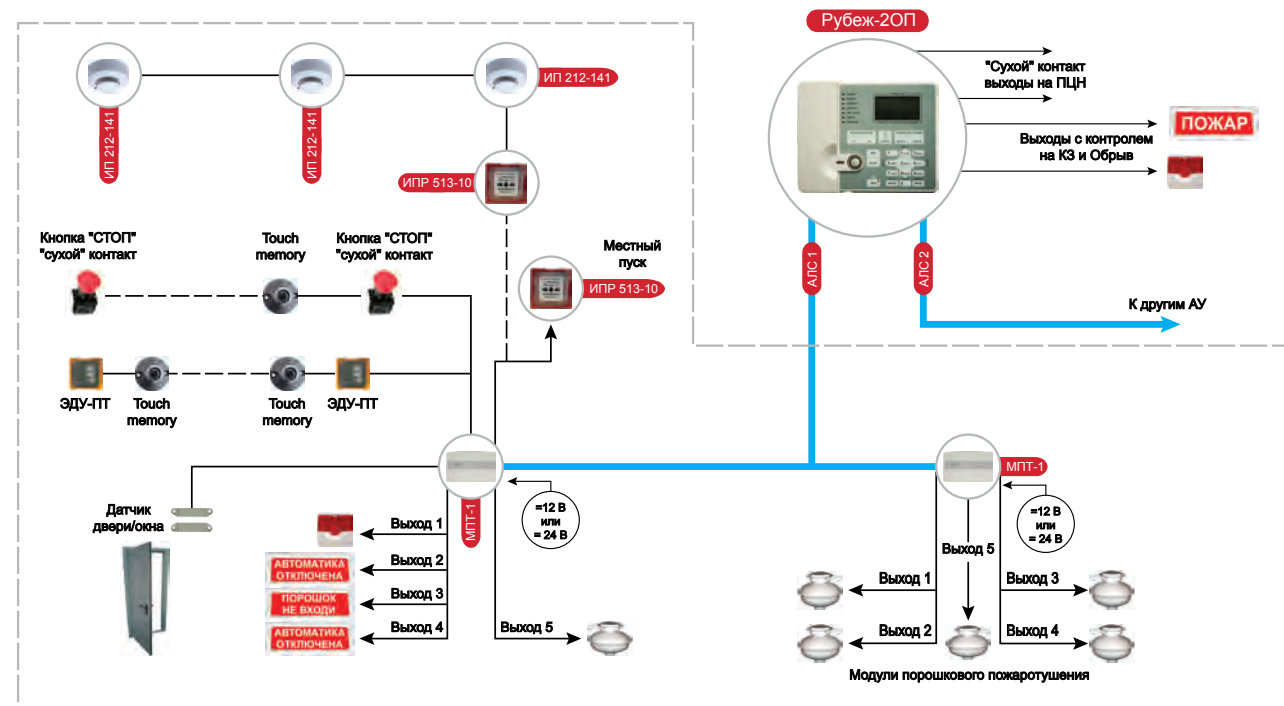 Рубеж-2ОП
ИП 212-141
ИП 212-141
ИП 212-141
"Сухой" контакт
выходы на ПЦН
ПОЖАР
Выходы с контролем
на КЗ и Обрыв
ИПР 513-10
Кнопка "СТОП"
"сухой" контакт
Touch
memory
Кнопка "СТОП"
"сухой" контакт
Местный
пуск
ИПР 513-10
АЛС 1
АЛС 2
К другим АУ
ЭДУ-ПТ
Touch
memory
Touch
memory
ЭДУ-ПТ
МПТ-1
МПТ-1
Датчик
двери/окна
=12 В
или
= 24 В
=12 В
или
= 24 В
Выход 1
Выход 2
АВТОМАТИКА
ОТКЛЮЧЕНА
Выход 3
ПОРОШОК
НЕ ВХОДИ
Выход 4
АВТОМАТИКА
ОТКЛЮЧЕНА
Выход 5
Выход 5
Выход 1
Выход 3
Выход 2
Выход 4
Модули порошкового пожаротушения